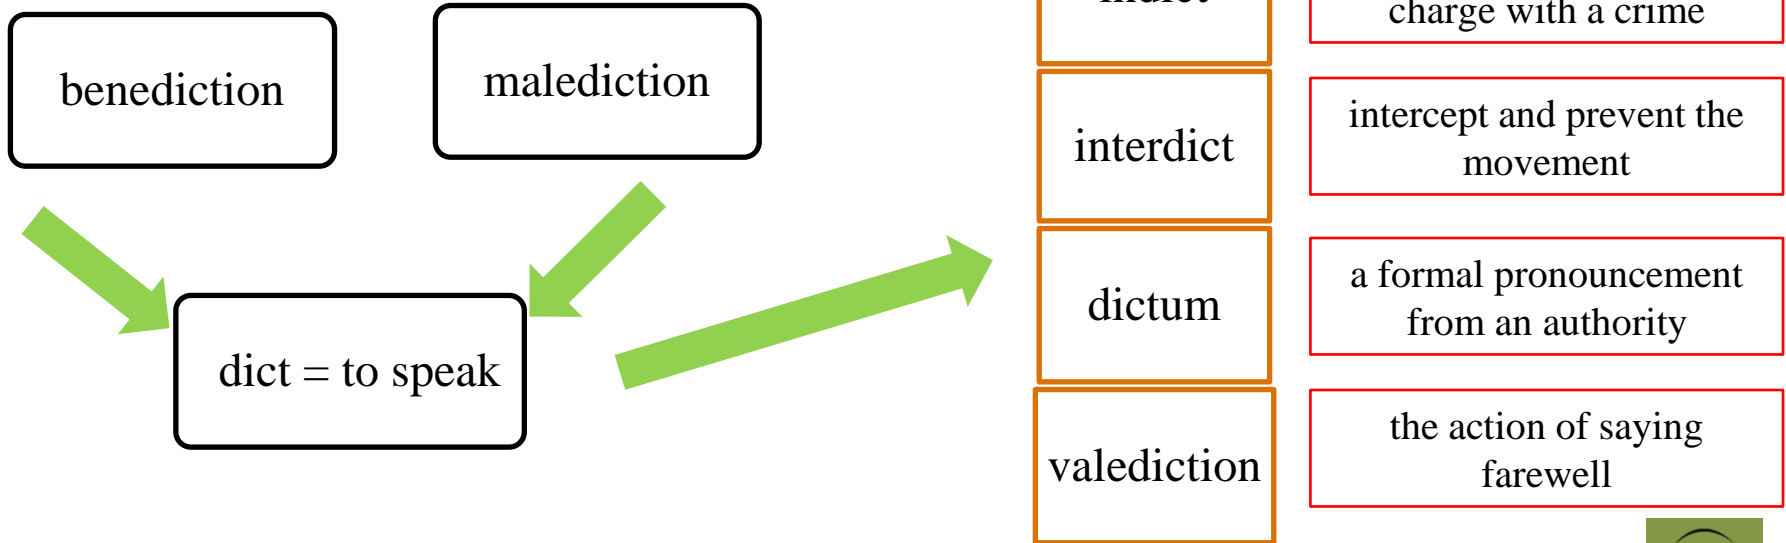 benediction
malediction
dict = to speak
indict
charge with a crime
interdict
intercept and prevent the
movement
dictum
a formal pronouncement
from an authority
valediction
the action of saying
farewell